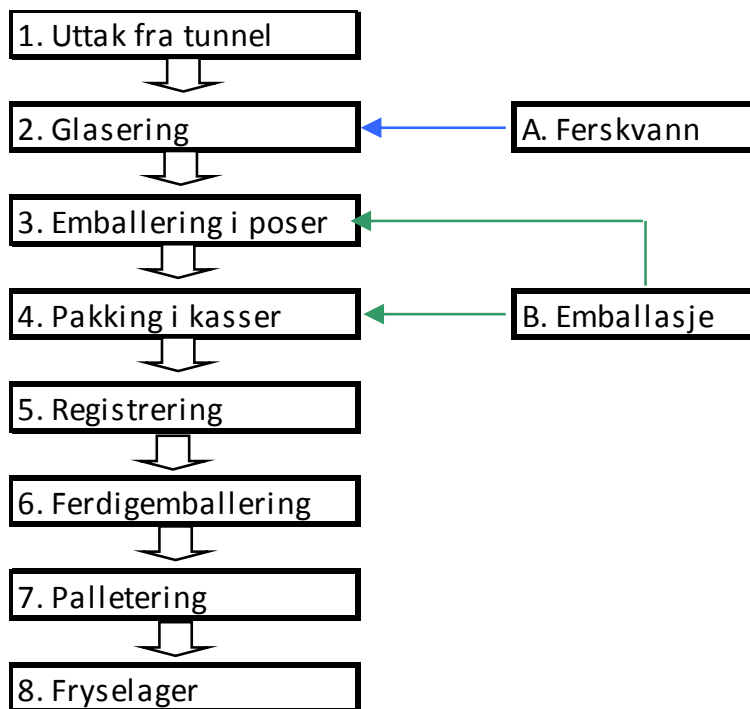 1. Uttak fra tunnel
2. Glasering
A. Ferskvann
3. Emballering i poser
4. Pakking i kasser
B. Emballasje
5. Registrering
6. Ferdigemballering
7. Palletering
8. Fryselager